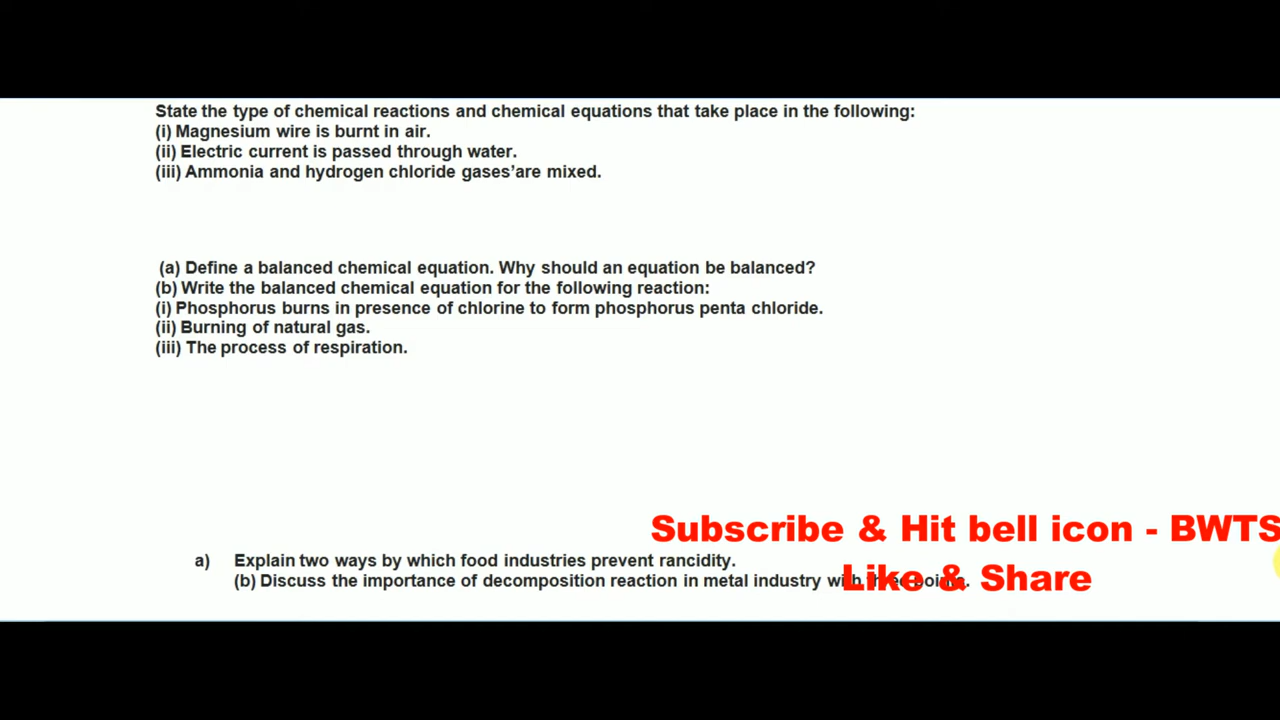 State the type of chemical reactions and chemical equations that take place in the following:
(i) Magnesium wire is burnt in air.
(ii) Electric current is passed through water.
(iii) Ammonia and hydrogen chloride gases'are mixed.
(a) Define a balanced chemical equation. Why should an equation be balanced?
(b) Write the balanced chemical equation for the following reaction:
(i) Phosphorus burns in presence of chlorine to form phosphorus penta chloride.
(ii) Burning of natural gas.
(iii) The process of respiration.
Subscribe & Hit bell icon - BWTS
a) Explain two ways by which food industries prevent rancidity.
(b) Discuss the importance of decomposition reaction in metal industry with three points.
Like & Share